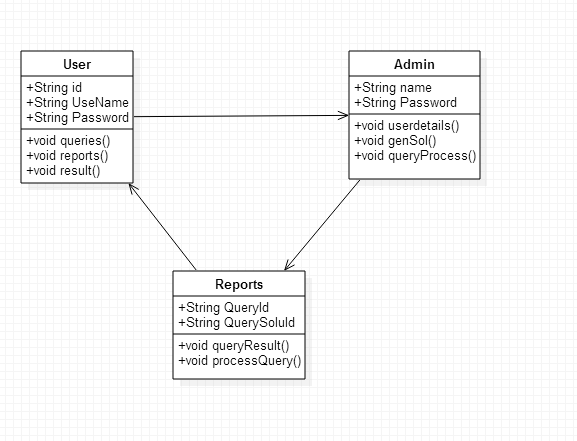 User
+String id
+String UseName
+String Password
+void queries()
+void reports()
+void result()
Admin
+String name
+String Password
+void userdetails()
+void genSol()
+void queryProcess()
Reports
+String QueryId
+String QuerySoluId
+void queryResult()
+void processQuery()